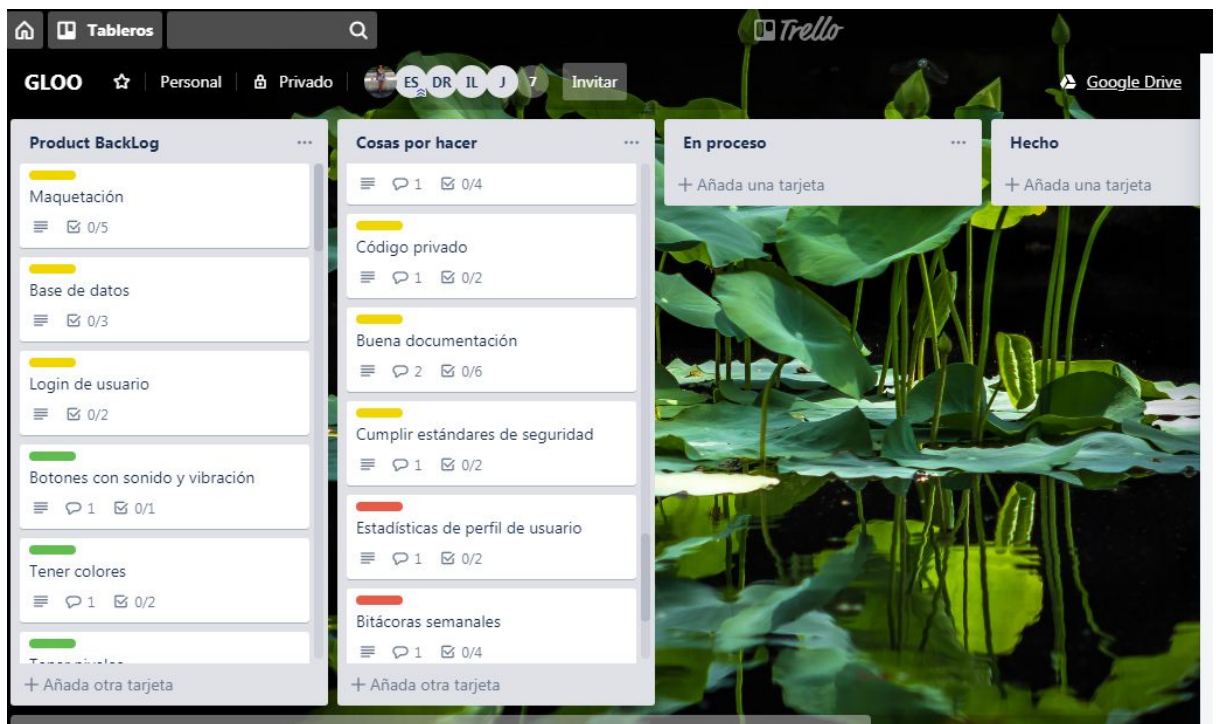 Tableros
Trello
GLOO
Personal
Privado
ES DR IL J 7
Invitar
Google Drive
Product BackLog
Maquetación
0/5
Base de datos
0/3
Login de usuario
0/2
Botones con sonido y vibración
1 0/1
Tener colores
1 0/2
+ Añada otra tarjeta
Cosas por hacer
1 0/4
Código privado
1 0/2
Buena documentación
2 0/6
Cumplir estándares de seguridad
1 0/2
Estadísticas de perfil de usuario
1 0/2
Bitácoras semanales
1 0/4
+ Añada otra tarjeta
En proceso
+ Añada una tarjeta
Hecho
+ Añada una tarjeta